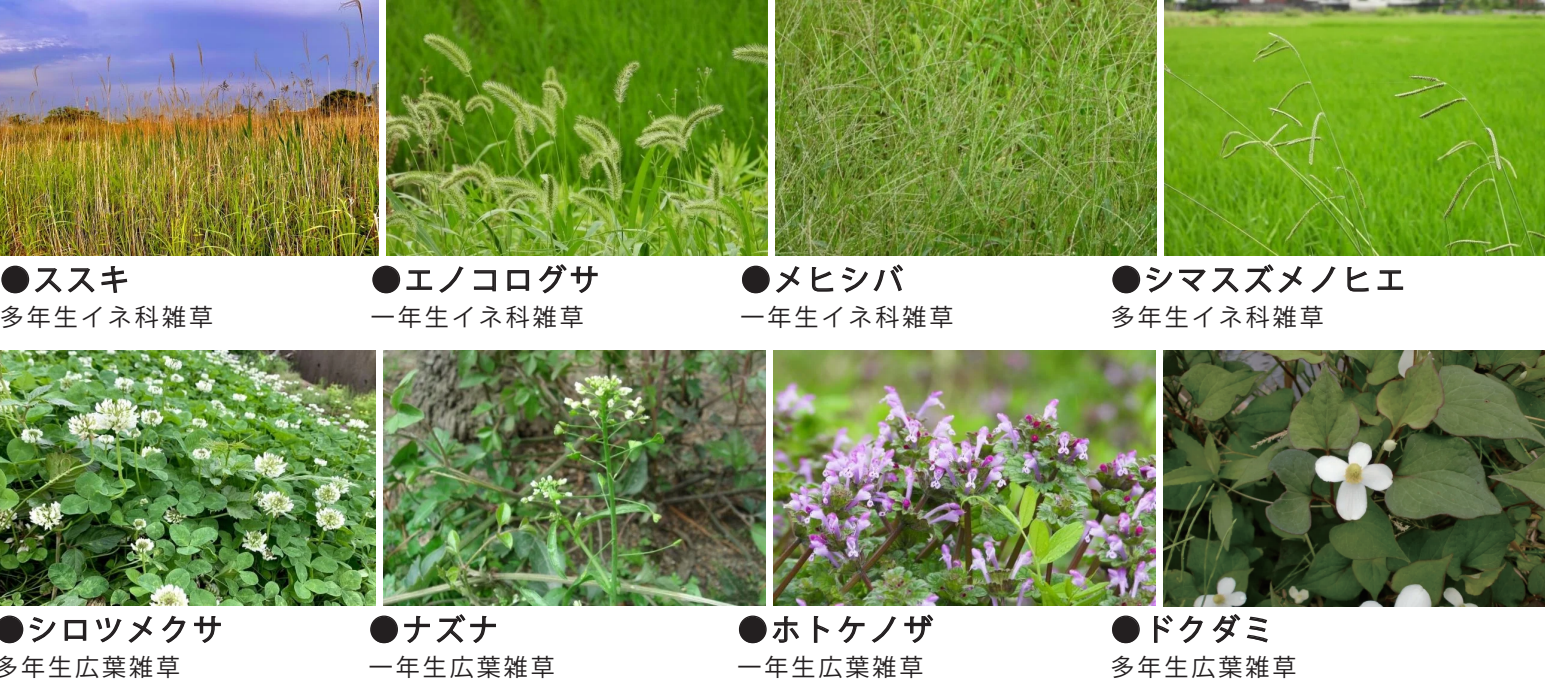 ●ススキ
多年生イネ科雑草
●エノコログサ
一年生イネ科雑草
●メヒシバ
一年生イネ科雑草
●シマスズメノヒエ
多年生イネ科雑草
●シロツメクサ
多年生広葉雑草
●ナズナ
一年生広葉雑草
●ホトケノザ
一年生広葉雑草
●ドクダミ
多年生広葉雑草